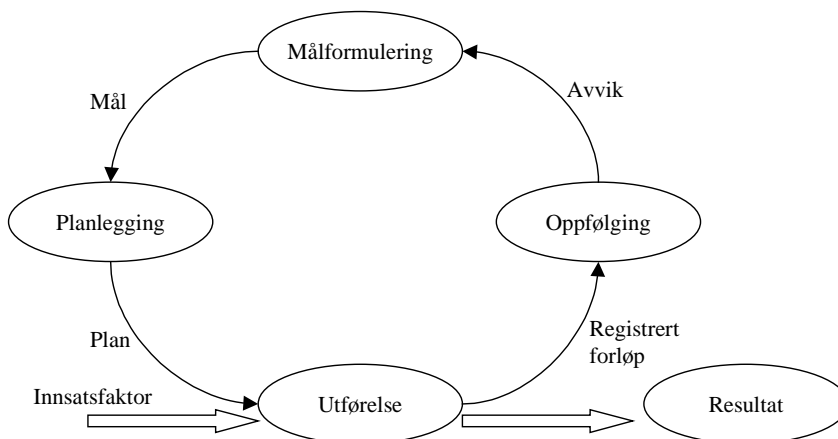 Målformulering
Mål
Avvik
Planlegging
Oppfølging
Plan
Registrert
forløp
Innsatsfaktor
Utførelse
Resultat